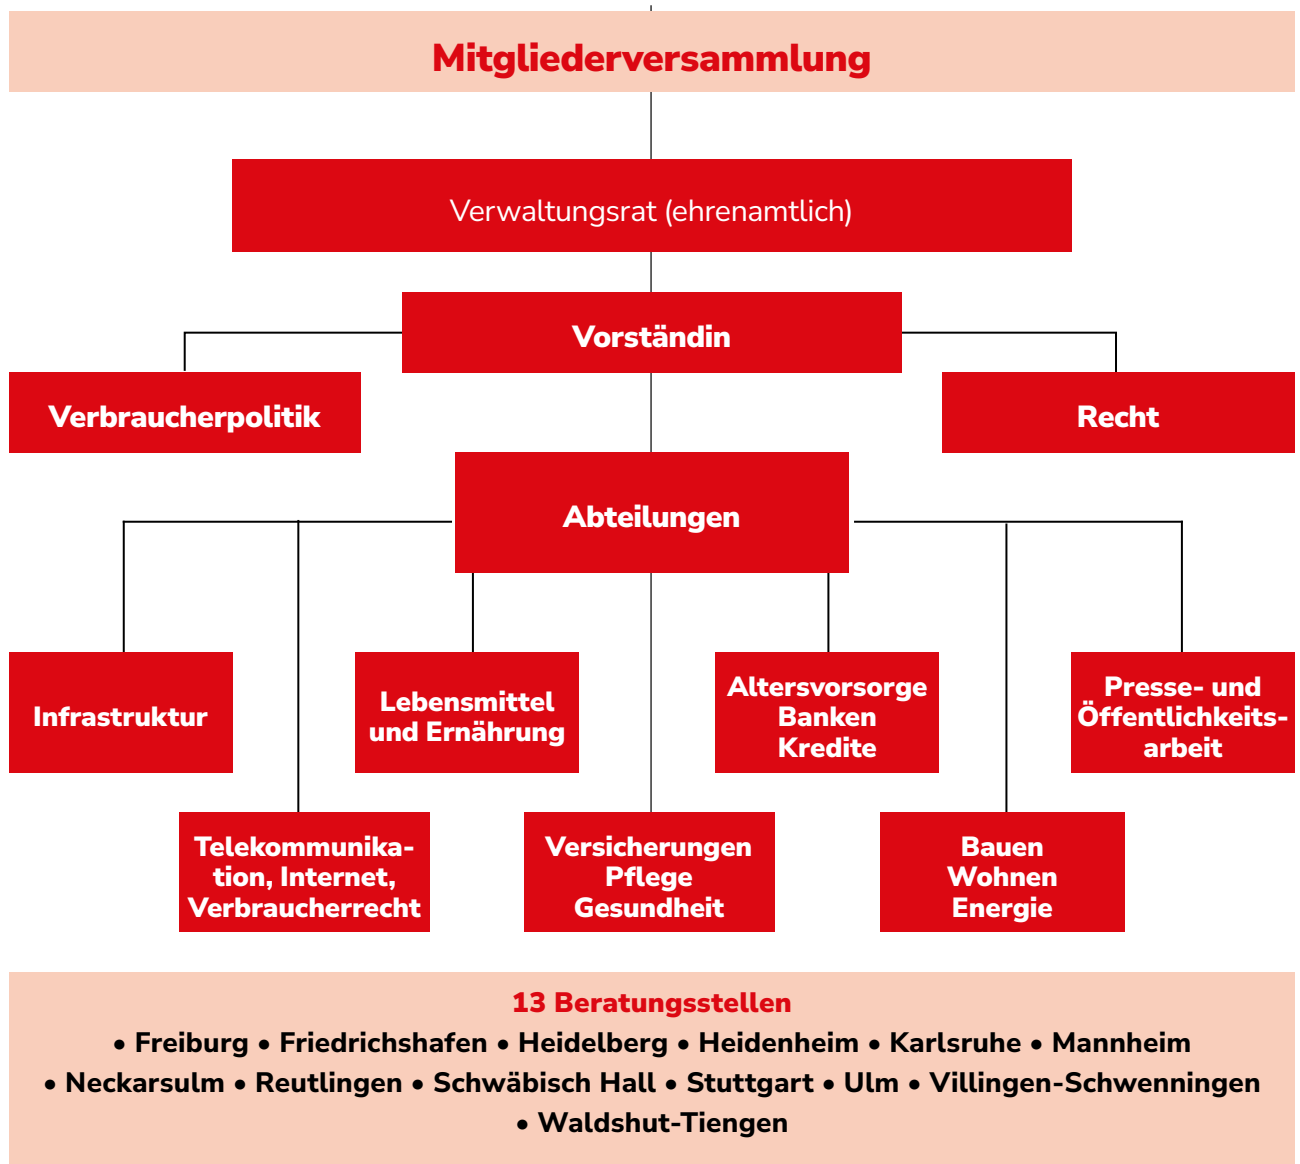 Mitgliederversammlung
Verwaltungsrat (ehrenamtlich)
Vorständin
Verbraucherpolitik
Recht
Abteilungen
Infrastruktur
Lebensmittel
und Ernährung
Altersvorsorge
Banken
Kredite
Presse- und
Öffentlichkeits-
arbeit
Telekommunika-
tion, Internet,
Verbraucherrecht
Versicherungen
Pflege
Gesundheit
Bauen
Wohnen
Energie
13 Beratungsstellen
• Freiburg • Friedrichshafen • Heidelberg • Heidenheim • Karlsruhe • Mannheim
• Neckarsulm • Reutlingen • Schwäbisch Hall • Stuttgart • Ulm • Villingen-Schwenningen
• Waldshut-Tiengen